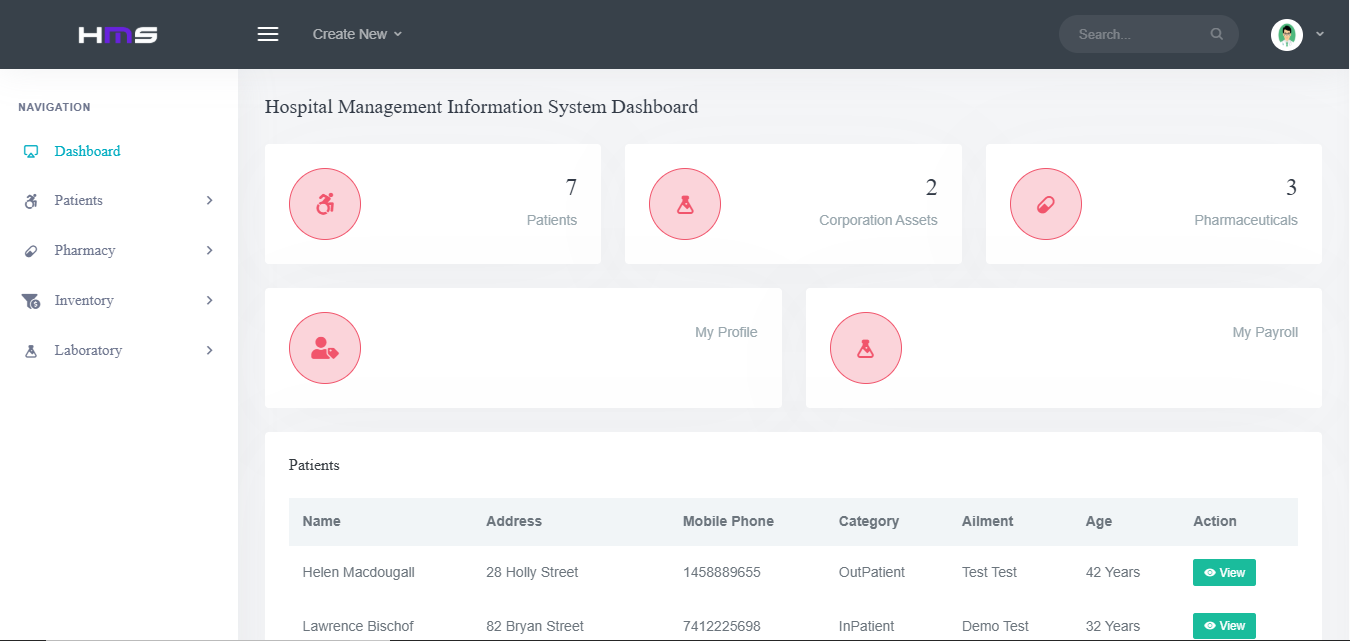 HMS
Create New
Search...
NAVIGATION
Dashboard
Patients
Pharmacy
Inventory
Laboratory
Hospital Management Information System Dashboard
7
Patients
2
Corporation Assets
3
Pharmaceuticals
My Profile
My Payroll
Patients
Name Address Mobile Phone Category Ailment Age Action
Helen Macdougall 28 Holly Street 1458889655 OutPatient Test Test 42 Years View
Lawrence Bischof 82 Bryan Street 7412225698 InPatient Demo Test 32 Years View